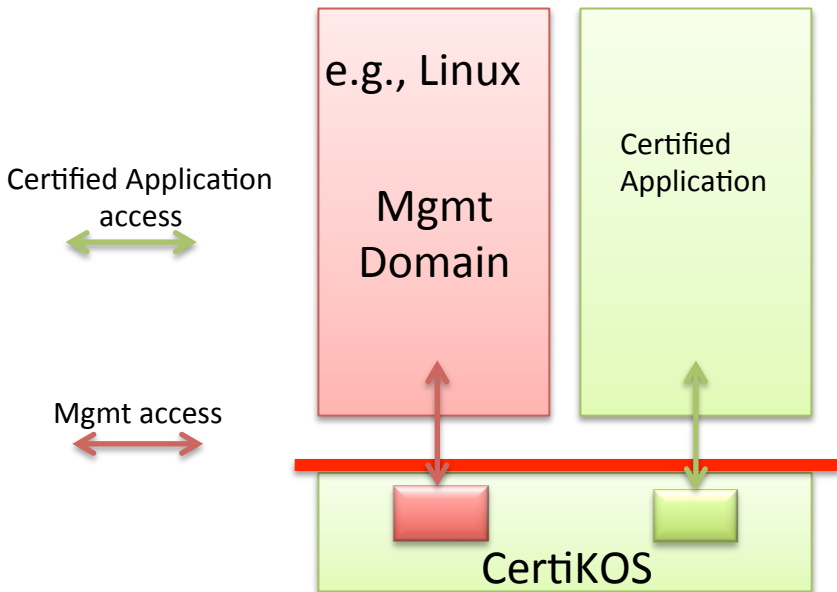 e.g., Linux
Mgmt
Domain
Certified
Application
Certified Application
access
Mgmt access
CertiKOS